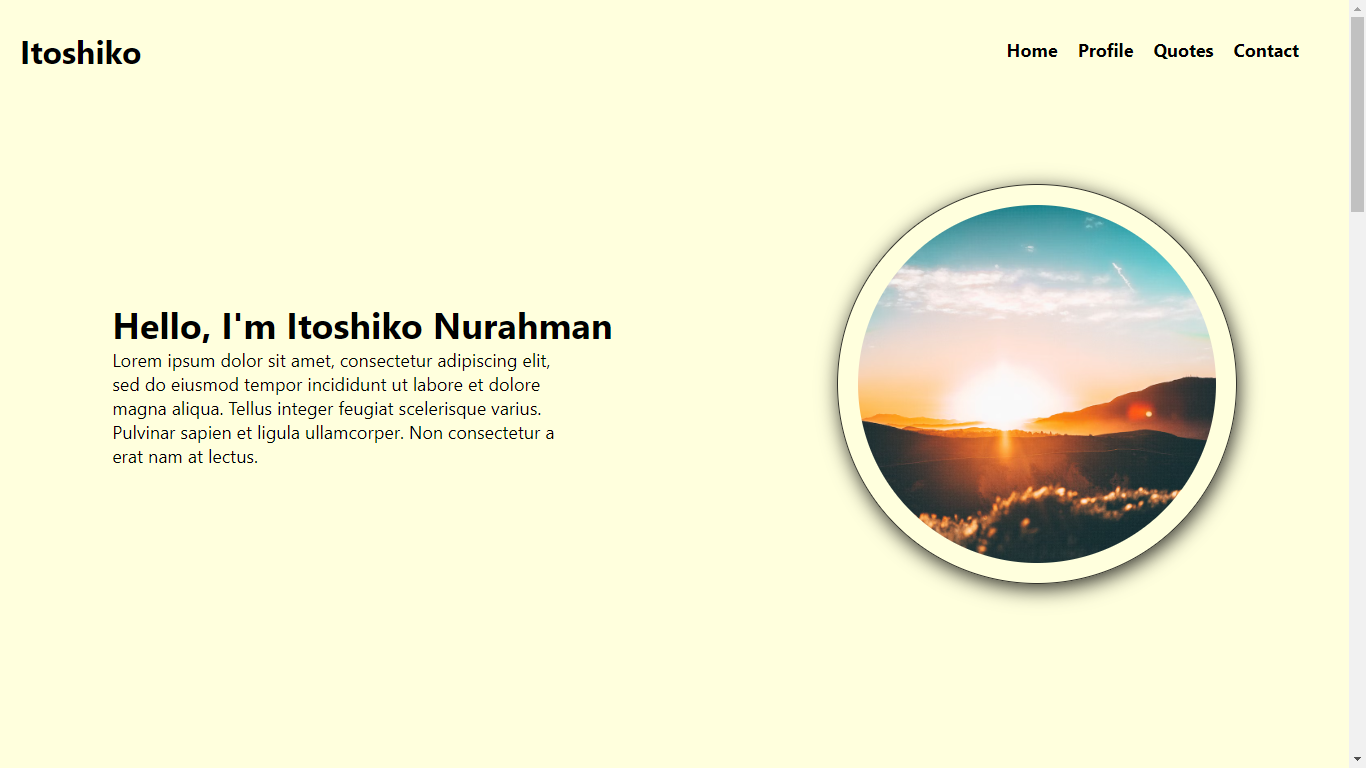 Itoshiko
Home Profile Quotes Contact
Hello, I'm Itoshiko Nurahman
Lorem ipsum dolor sit amet, consectetur adipiscing elit,
sed do eiusmod tempor incididunt ut labore et dolore
magna aliqua. Tellus integer feugiat scelerisque varius.
Pulvinar sapien et ligula ullamcorper. Non consectetur a
erat nam at lectus.